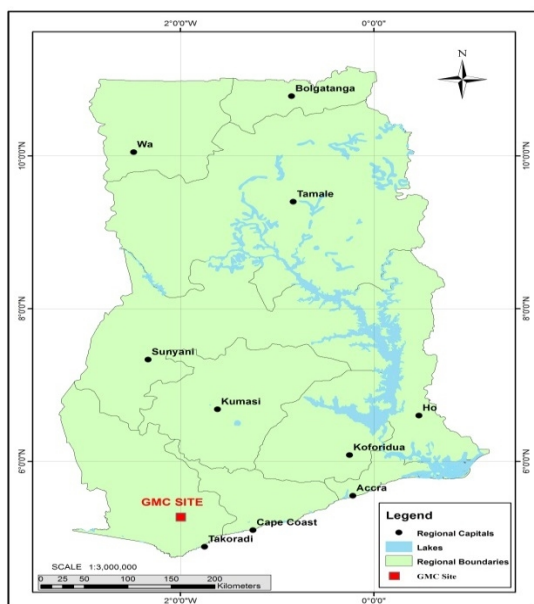 2°0'0"W
0°0'0"
N
Bolgatanga
Wa
10°0'0"N
10°0'0"N
Tamale
8°0'0"N
8°0'0"N
Sunyani
Kumasi
Ho
Koforidua
6°0'0"N
6°0'0"N
Accra
GMC SITE
Cape Coast
Takoradi
Legend
Regional Capitals
Lakes
Regional Boundaries
GMC Site
SCALE 1:3,000,000
0 25 50 100 150 200
Kilometers
2°0'0"W
0°0'0"